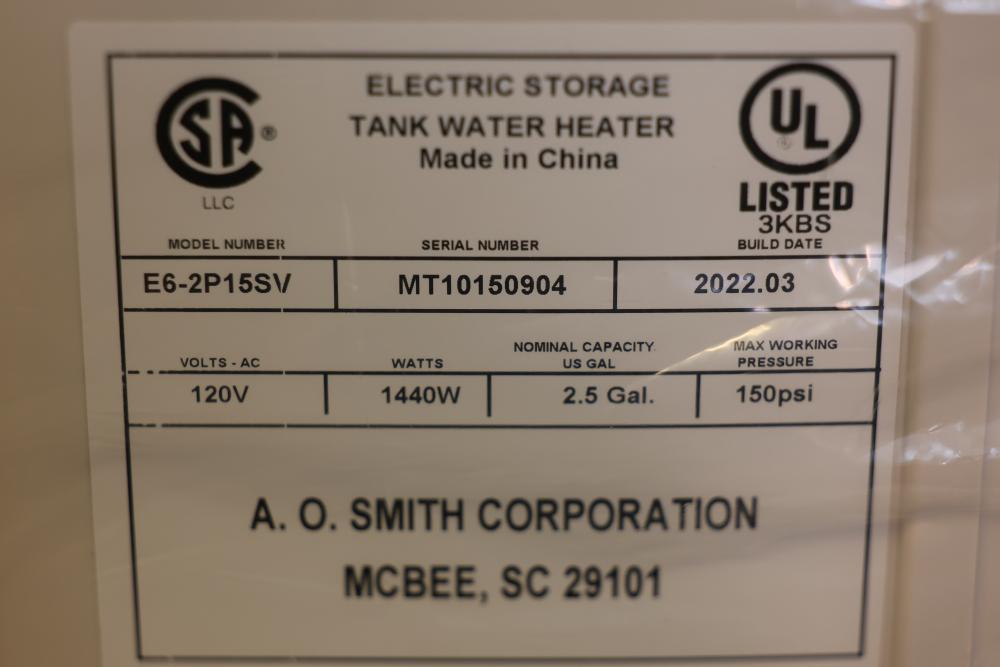 SA®
LLC
ELECTRIC STORAGE
TANK WATER HEATER
Made in China
UL®
LISTED
3KBS
MODEL NUMBER SERIAL NUMBER BUILD DATE
E6-2P15SV MT10150904 2022.03
VOLTS - AC WATTS NOMINAL CAPACITY US GAL MAX WORKING PRESSURE
120V 1440W 2.5 Gal. 150psi
A. O. SMITH CORPORATION
MCBEE, SC 29101